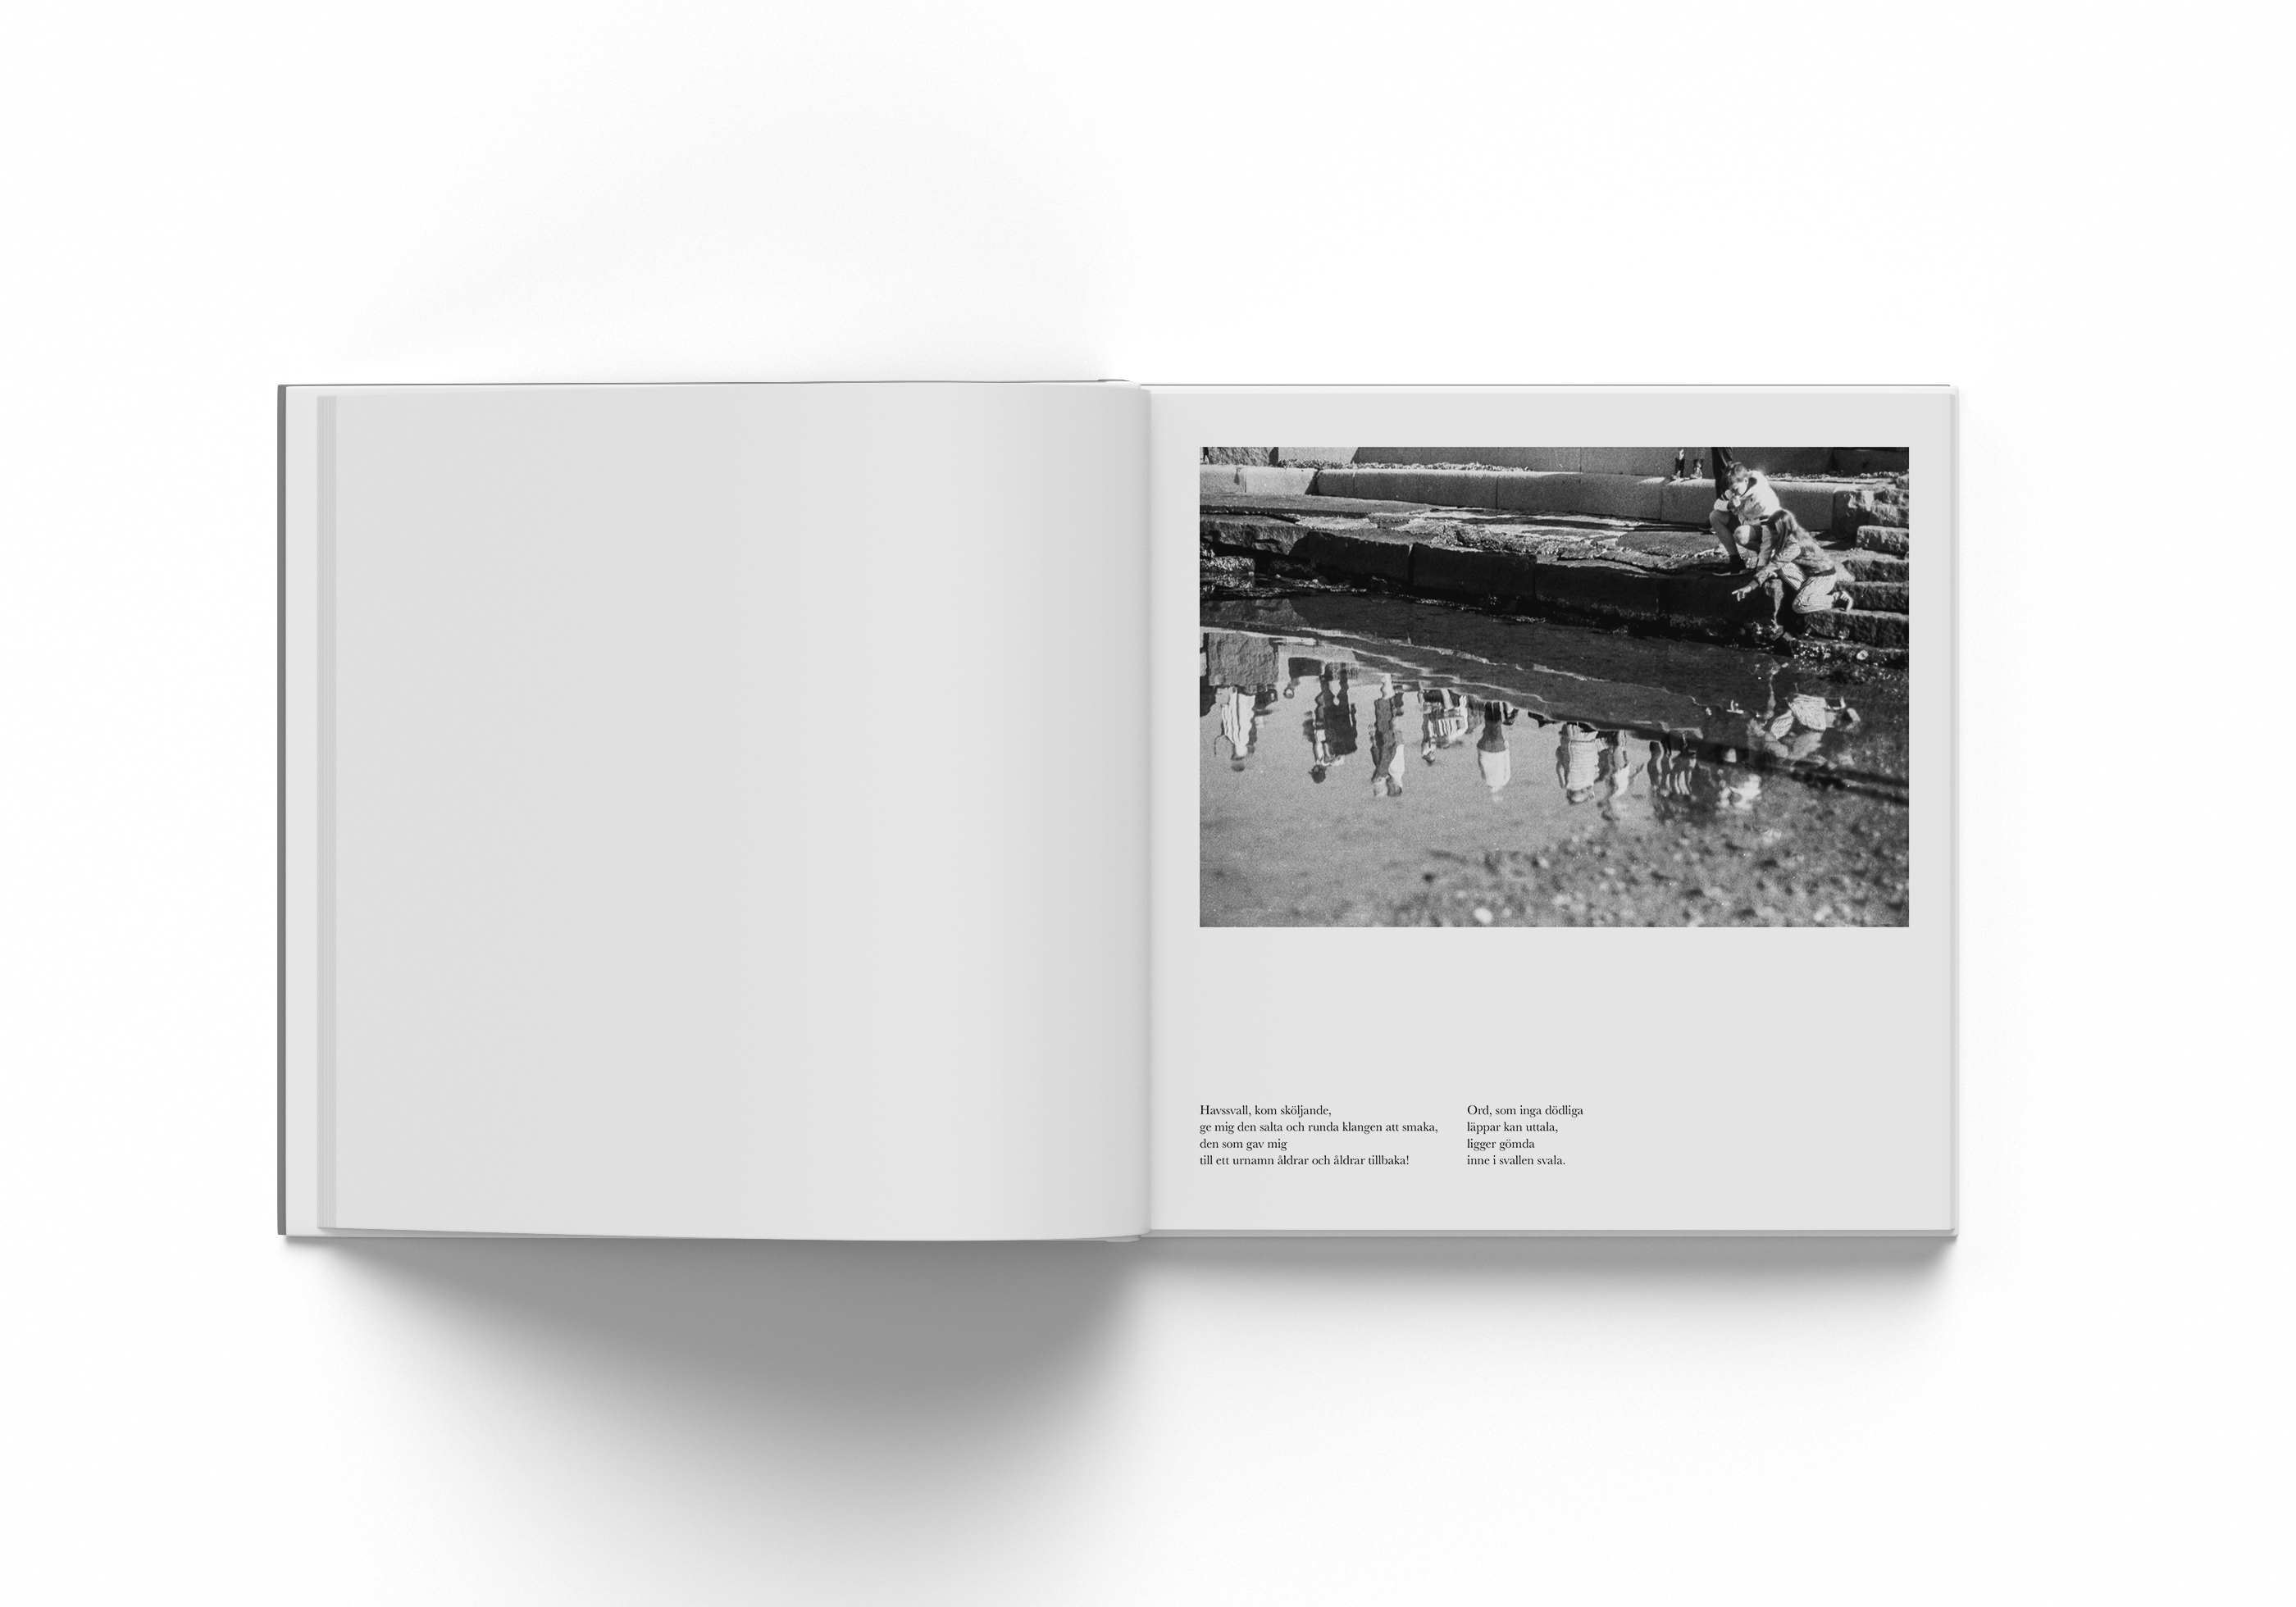 Havssvall, kom sköljande,
ge mig den salta och runda klangen att smaka,
den som gav mig
till ett urnamn åldrar och åldrar tillbaka!
Ord, som inga dödliga
läppar kan uttala,
ligger gömda
inne i svallen svala.